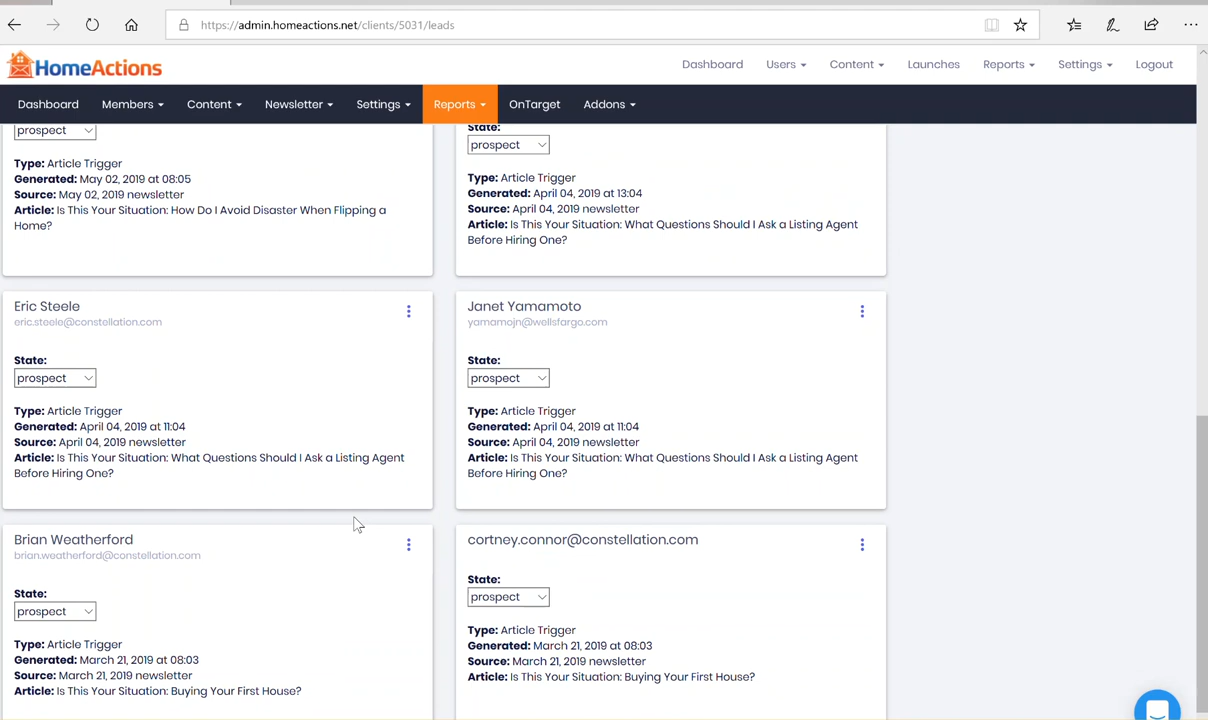 https://admin.homeactions.net/clients/5031/leads
HomeActions
Dashboard Users Content Launches Reports Settings Logout
Dashboard Members Content Newsletter Settings Reports OnTarget Addons
prospect
Type: Article Trigger
Generated: May 02, 2019 at 08:05
Source: May 02, 2019 newsletter
Article: Is This Your Situation: How Do I Avoid Disaster When Flipping a
Home?
State:
prospect
Type: Article Trigger
Generated: April 04, 2019 at 13:04
Source: April 04, 2019 newsletter
Article: Is This Your Situation: What Questions Should I Ask a Listing Agent
Before Hiring One?
Eric Steele
eric.steele@constellation.com
State:
prospect
Type: Article Trigger
Generated: April 04, 2019 at 11:04
Source: April 04, 2019 newsletter
Article: Is This Your Situation: What Questions Should I Ask a Listing Agent
Before Hiring One?
Janet Yamamoto
yamamojn@wellsfargo.com
State:
prospect
Type: Article Trigger
Generated: April 04, 2019 at 11:04
Source: April 04, 2019 newsletter
Article: Is This Your Situation: What Questions Should I Ask a Listing Agent
Before Hiring One?
Brian Weatherford
brian.weatherford@constellation.com
State:
prospect
Type: Article Trigger
Generated: March 21, 2019 at 08:03
Source: March 21, 2019 newsletter
Article: Is This Your Situation: Buying Your First House?
cortney.connor@constellation.com
State:
prospect
Type: Article Trigger
Generated: March 21, 2019 at 08:03
Source: March 21, 2019 newsletter
Article: Is This Your Situation: Buying Your First House?